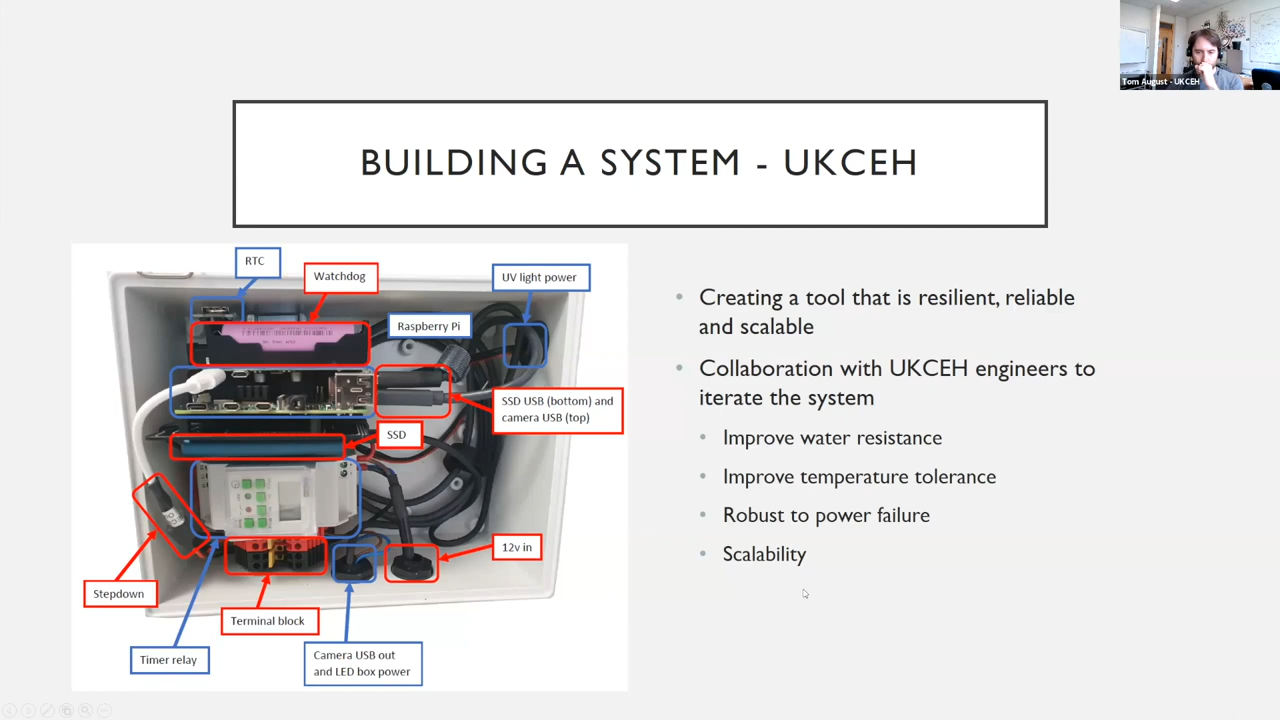 Tom August - UKCEH
BUILDING A SYSTEM - UKCEH
RTC
Watchdog
UV light power
Raspberry Pi
SSD USB (bottom) and
camera USB (top)
SSD
12v in
Stepdown
Terminal block
Timer relay
Camera USB out
and LED box power
• Creating a tool that is resilient, reliable
and scalable
• Collaboration with UKCEH engineers to
iterate the system
• Improve water resistance
• Improve temperature tolerance
• Robust to power failure
• Scalability